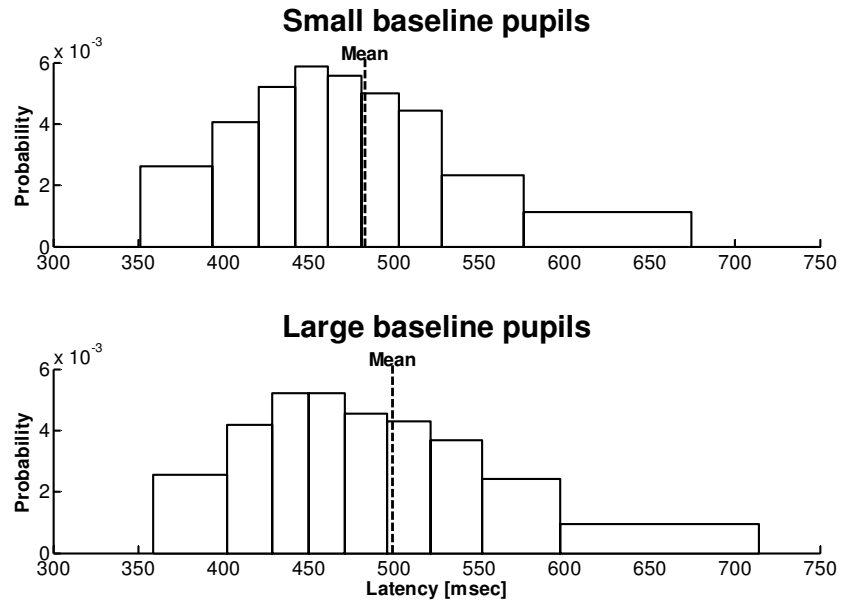 Small baseline pupils
Mean
6 x 10-3
4
2
0
Probability
300 350 400 450 500 550 600 650 700 750
Large baseline pupils
Mean
6 x 10-3
4
2
0
Probability
300 350 400 450 500 550 600 650 700 750
Latency [msec]